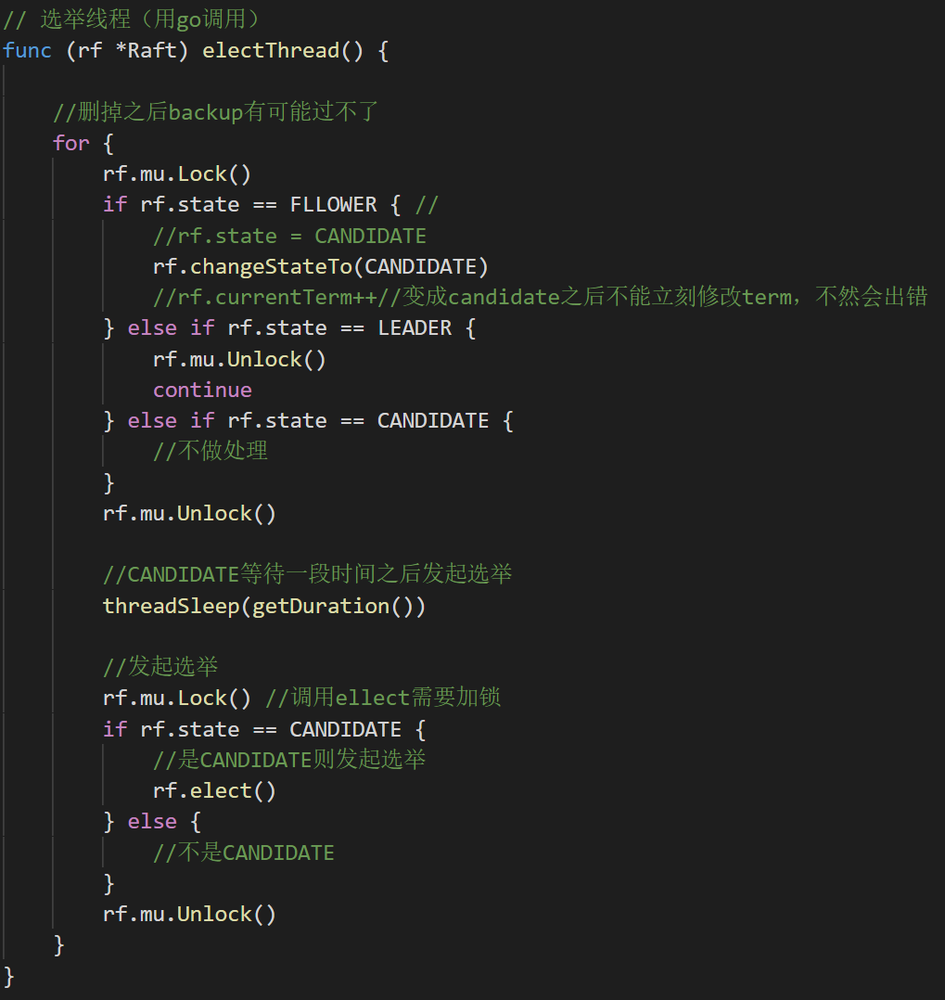 // 选举线程（用go调用）
func (rf *Raft) electThread() {
//删掉之后backup有可能过不了
for {
rf.mu.Lock()
if rf.state == FLLOWER { //
//rf.state = CANDIDATE
rf.changeStateTo(CANDIDATE)
//rf.currentTerm++//变成candidate之后不能立刻修改term，不然会出错
} else if rf.state == LEADER {
rf.mu.Unlock()
continue
} else if rf.state == CANDIDATE {
//不做处理
}
rf.mu.Unlock()
//CANDIDATE等待一段时间之后发起选举
threadSleep(getDuration())
//发起选举
rf.mu.Lock() //调用ellect需要加锁
if rf.state == CANDIDATE {
//是CANDIDATE则发起选举
rf.elect()
} else {
//不是CANDIDATE
}
rf.mu.Unlock()
}
}